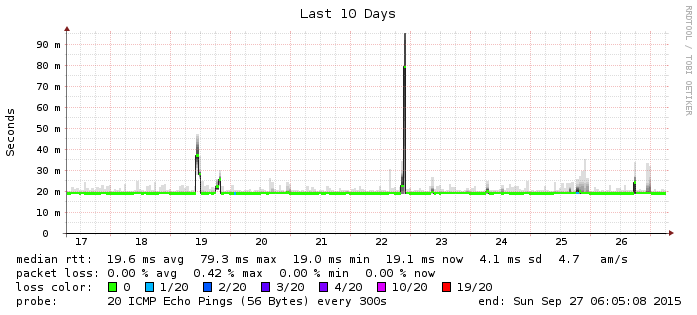 Last 10 Days
RRDTOOL / TOBI OETIKER
Seconds
90 m
80 m
70 m
60 m
50 m
40 m
30 m
20 m
10 m
0
17 18 19 20 21 22 23 24 25 26
median rtt: 19.6 ms avg 79.3 ms max 19.0 ms min 19.1 ms now 4.1 ms sd 4.7 am/s
packet loss: 0.00 % avg 0.42 % max 0.00 % min 0.00 % now
loss color: 0 1/20 2/20 3/20 4/20 10/20 19/20
probe: 20 ICMP Echo Pings (56 Bytes) every 300s end: Sun Sep 27 06:05:08 2015